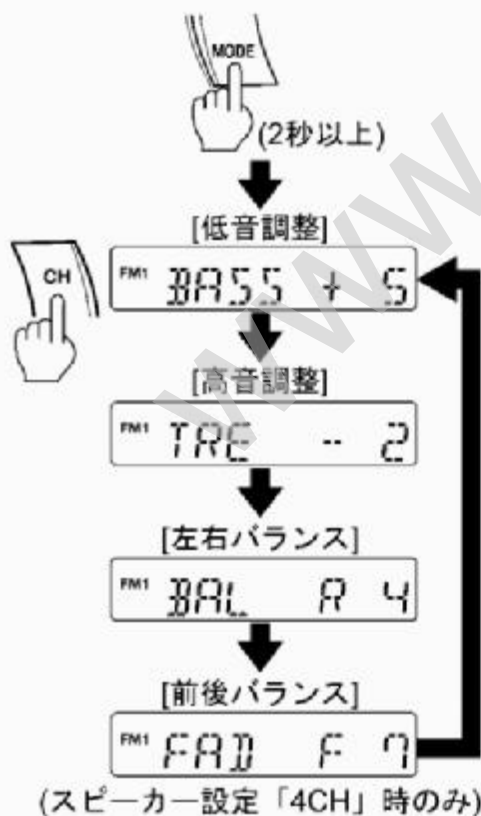 MODE
(2秒以上)
[低音調整]
CH
FM1 BASS + 5
[高音調整]
FM1 TRE -- 2
[左右バランス]
FM1 BAL R 4
[前後バランス]
FM1 FAD F 7
(スピーカー設定「4CH」時のみ)
WWW